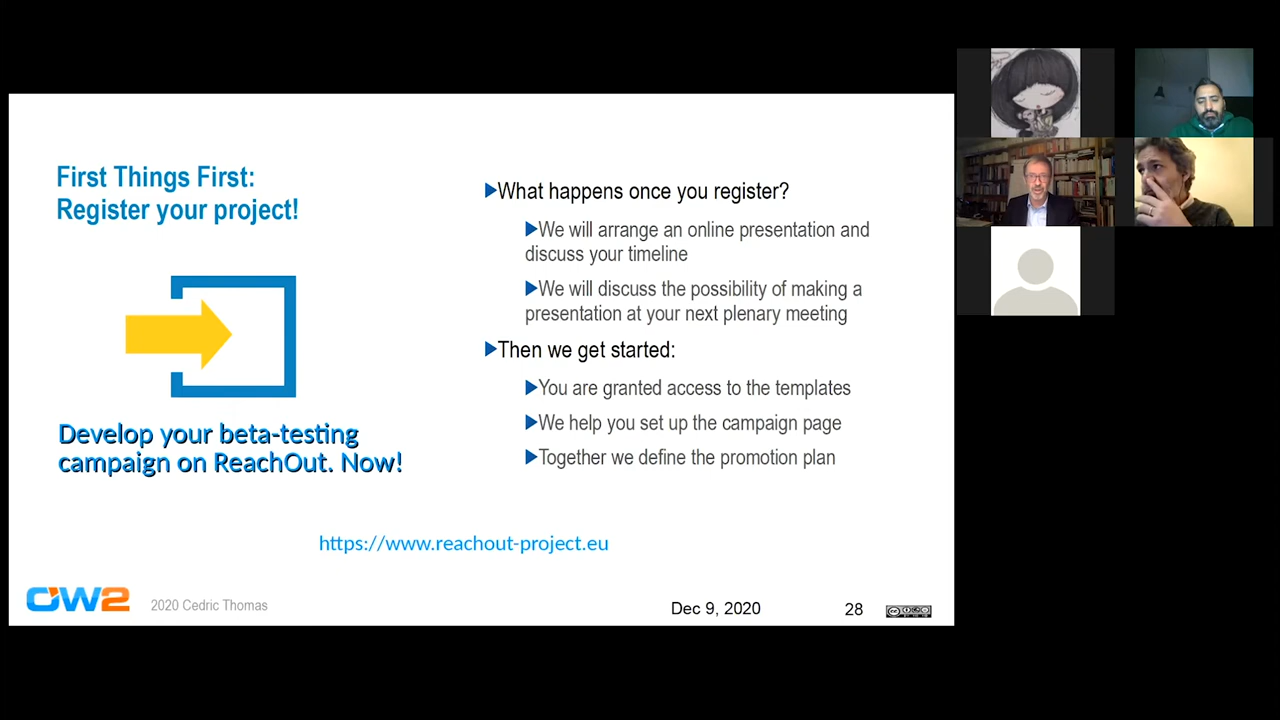 First Things First:
Register your project!
Develop your beta-testing
campaign on ReachOut. Now!
▶What happens once you register?
▶We will arrange an online presentation and
discuss your timeline
▶We will discuss the possibility of making a
presentation at your next plenary meeting
▶Then we get started:
▶You are granted access to the templates
▶We help you set up the campaign page
▶Together we define the promotion plan
https://www.reachout-project.eu
OW2
2020 Cedric Thomas
Dec 9, 2020
28